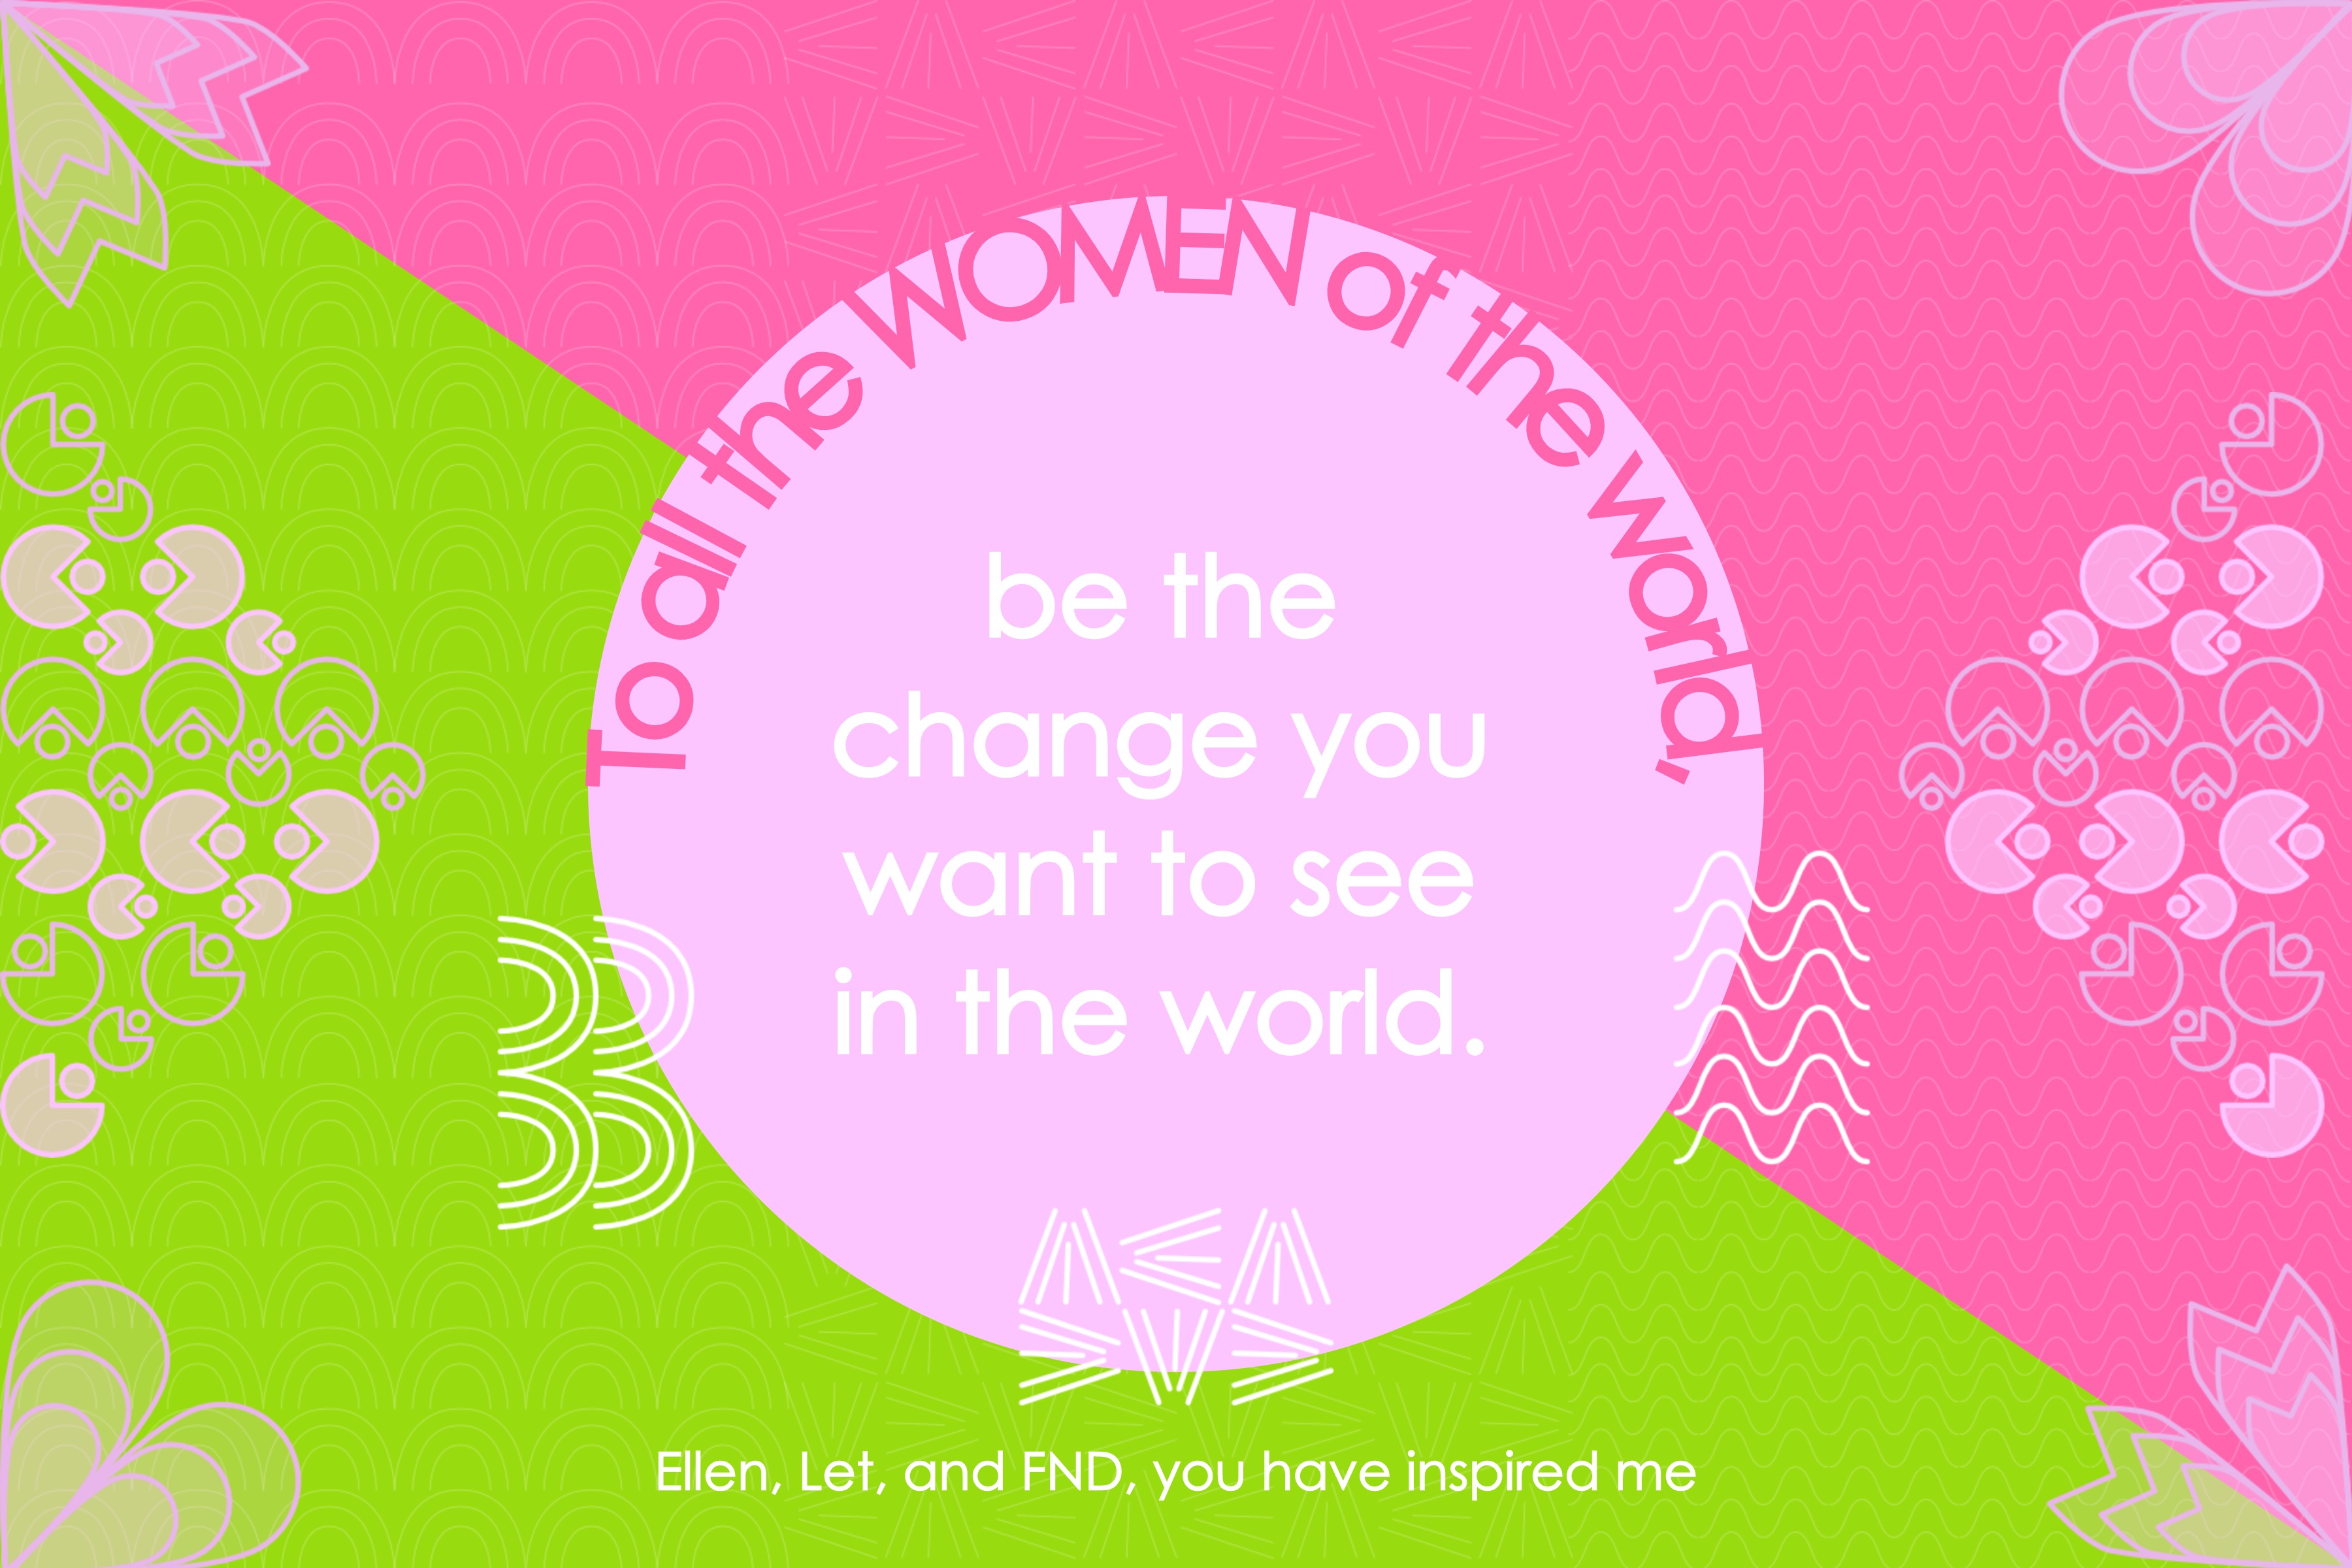 To all the WOMEN of the world,
be the
change you
want to see
in the world.
Ellen, Let, and FND, you have inspired me